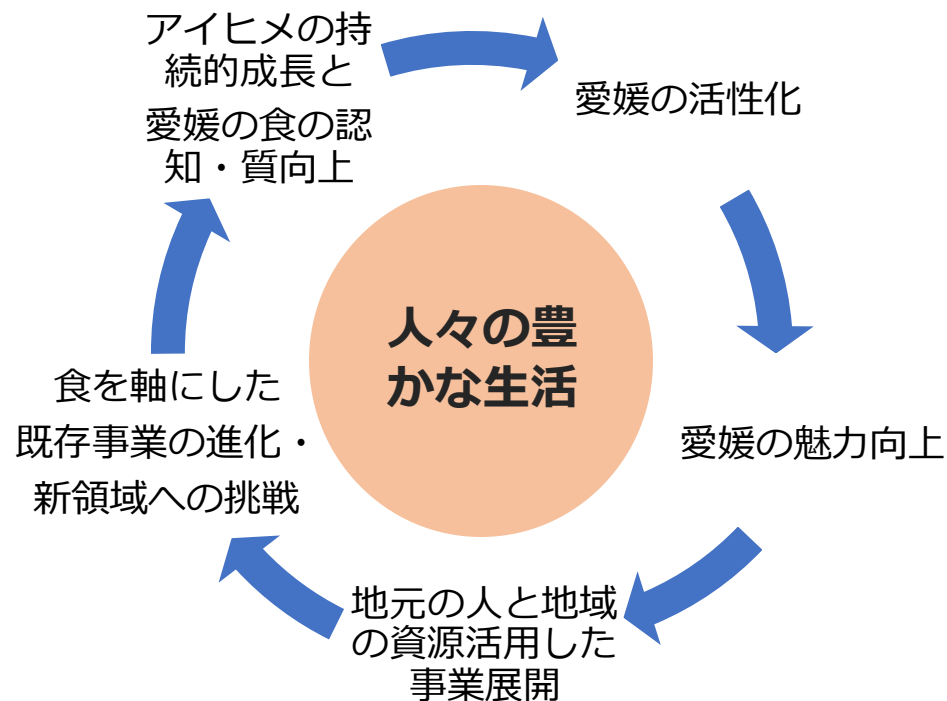 アイヒメの持
続的成長と
愛媛の食の認
知・質向上
愛媛の活性化
愛媛の魅力向上
地元の人と地域
の資源活用した
事業展開
食を軸にした
既存事業の進化・
新領域への挑戦
人々の豊
かな生活